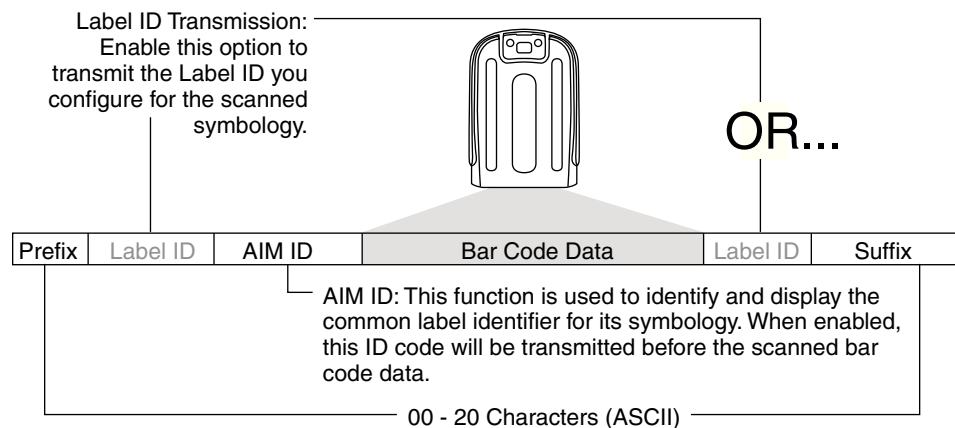 Label ID Transmission:
Enable this option to
transmit the Label ID you
configure for the scanned
symbology.
OR...
Prefix Label ID AIM ID Bar Code Data Label ID Suffix
AIM ID: This function is used to identify and display the
common label identifier for its symbology. When enabled,
this ID code will be transmitted before the scanned bar
code data.
00 - 20 Characters (ASCII)